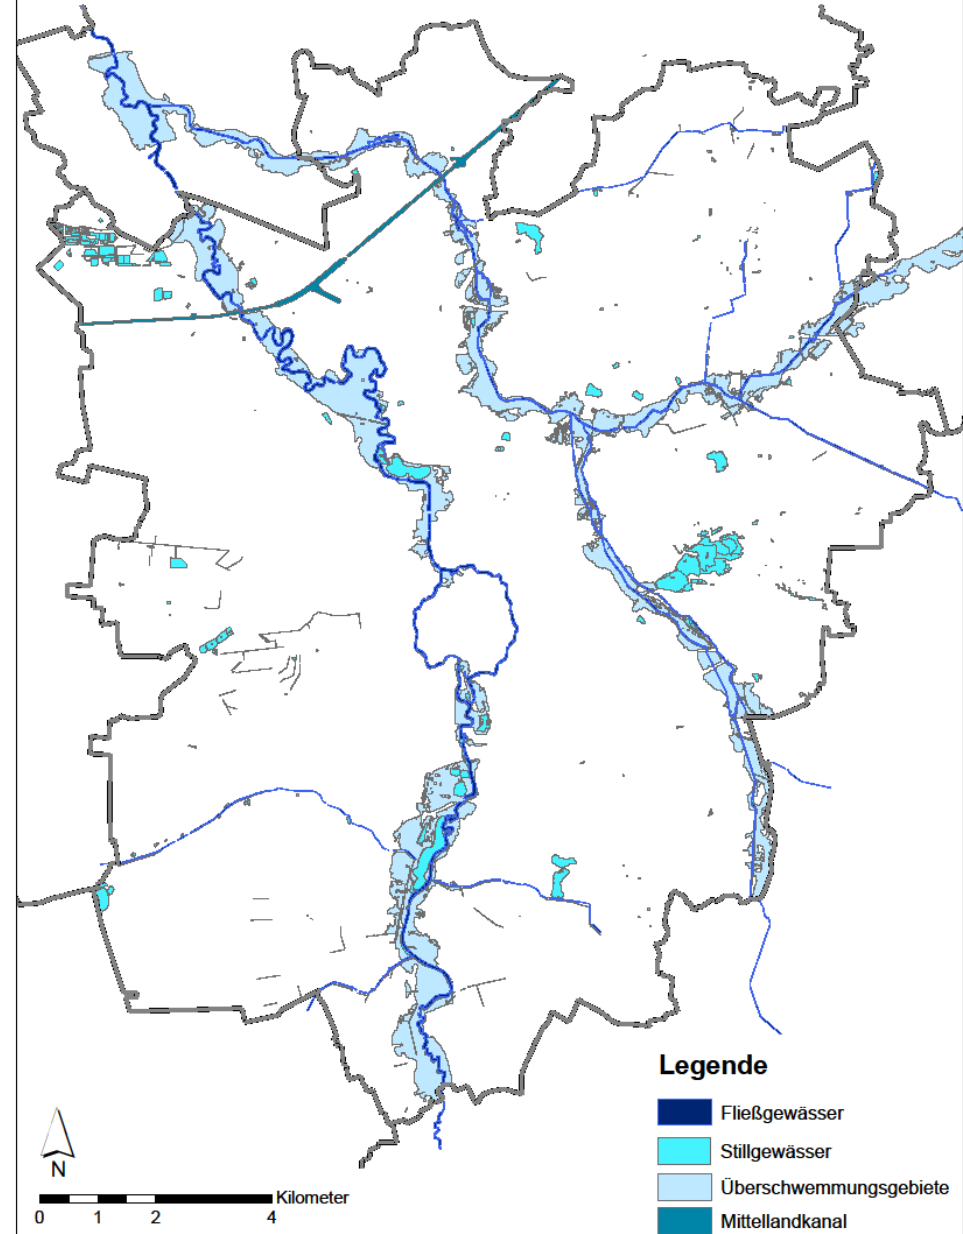 Legende
Fließgewässer
Stillgewässer
Überschwemmungsgebiete
Mittellandkanal
N
Kilometer
0 1 2 4